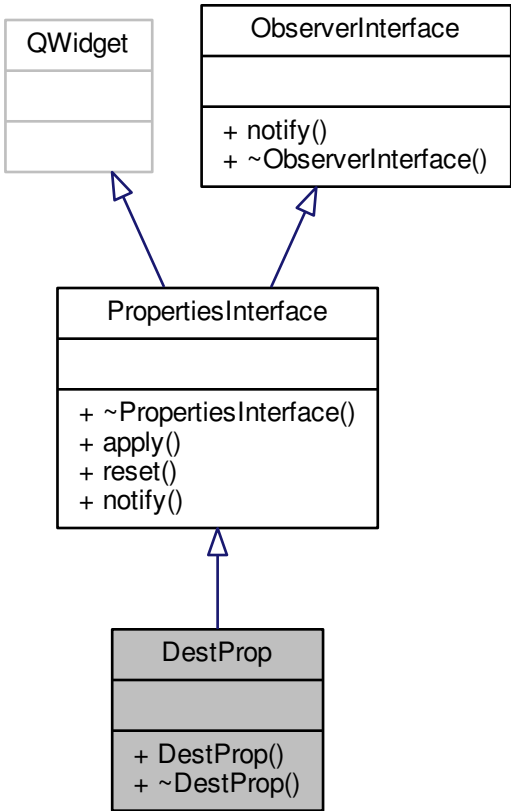 QWidget
ObserverInterface
+ notify()
+ ~ObserverInterface()
PropertiesInterface
+ ~PropertiesInterface()
+ apply()
+ reset()
+ notify()
DestProp
+ DestProp()
+ ~DestProp()